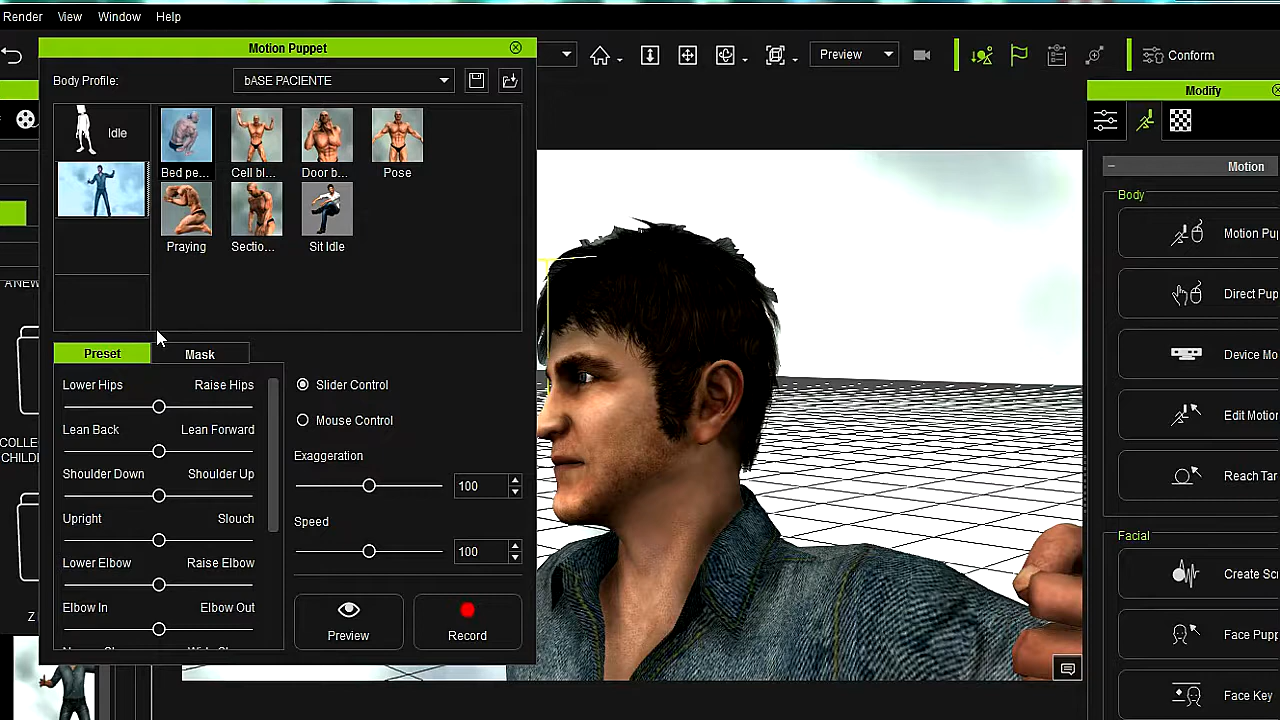 Render View Window Help
Motion Puppet
Preview
Conform
Body Profile:
bASE PACIENTE
Modify
Idle
Bed pe...
Cell bl...
Door b...
Pose
Praying
Sectio...
Sit Idle
Motion
Body
Motion Pup
Direct Pup
Device Mo
Edit Motio
Reach Tar
Facial
Create Scr
Face Pupp
Face Key
ANEW
COLLEC
CHILDI
Z
Preset
Mask
Lower Hips
Raise Hips
Lean Back
Lean Forward
Shoulder Down
Shoulder Up
Upright
Slouch
Lower Elbow
Raise Elbow
Elbow In
Elbow Out
Slider Control
Mouse Control
Exaggeration
100
Speed
100
Preview
Record